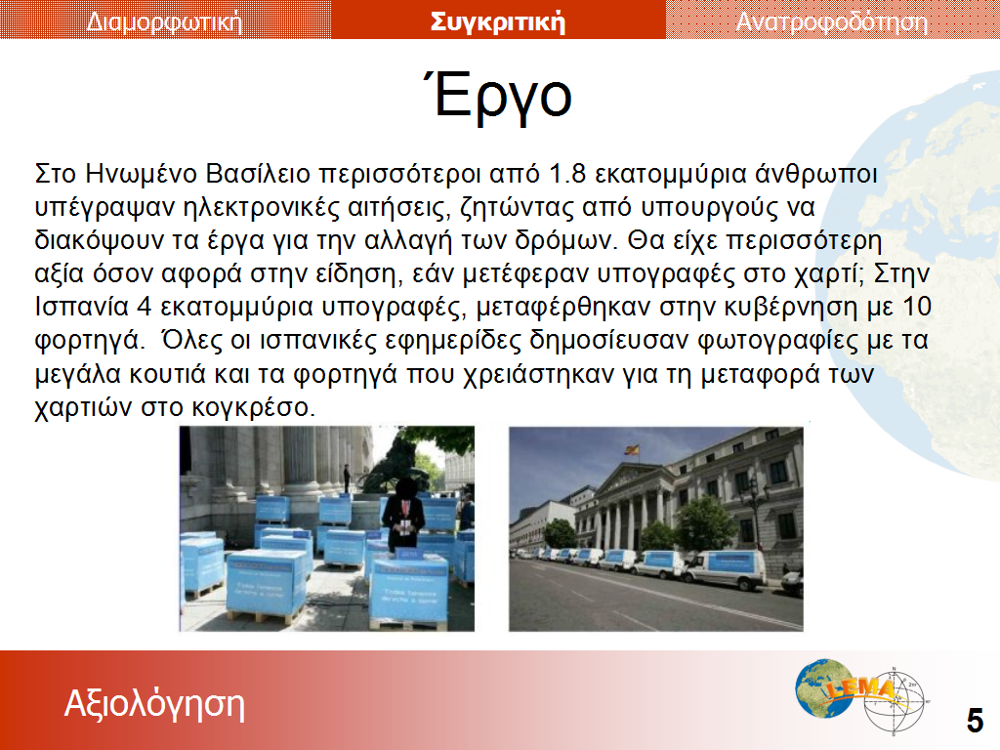 Διαμορφωτική
Συγκριτική
Ανατροφοδότηση
Έργο
Στο Ηνωμένο Βασίλειο περισσότεροι από 1.8 εκατομμύρια άνθρωποι
υπέγραψαν ηλεκτρονικές αιτήσεις, ζητώντας από υπουργούς να
διακόψουν τα έργα για την αλλαγή των δρόμων. Θα είχε περισσότερη
αξία όσον αφορά στην είδηση, εάν μετέφεραν υπογραφές στο χαρτί; Στην
Ισπανία 4 εκατομμύρια υπογραφές, μεταφέρθηκαν στην κυβέρνηση με 10
φορτηγά. Όλες οι ισπανικές εφημερίδες δημοσίευσαν φωτογραφίες με τα
μεγάλα κουτιά και τα φορτηγά που χρειάστηκαν για τη μεταφορά των
χαρτιών στο κογκρέσο.
Αξιολόγηση
LEMA
5